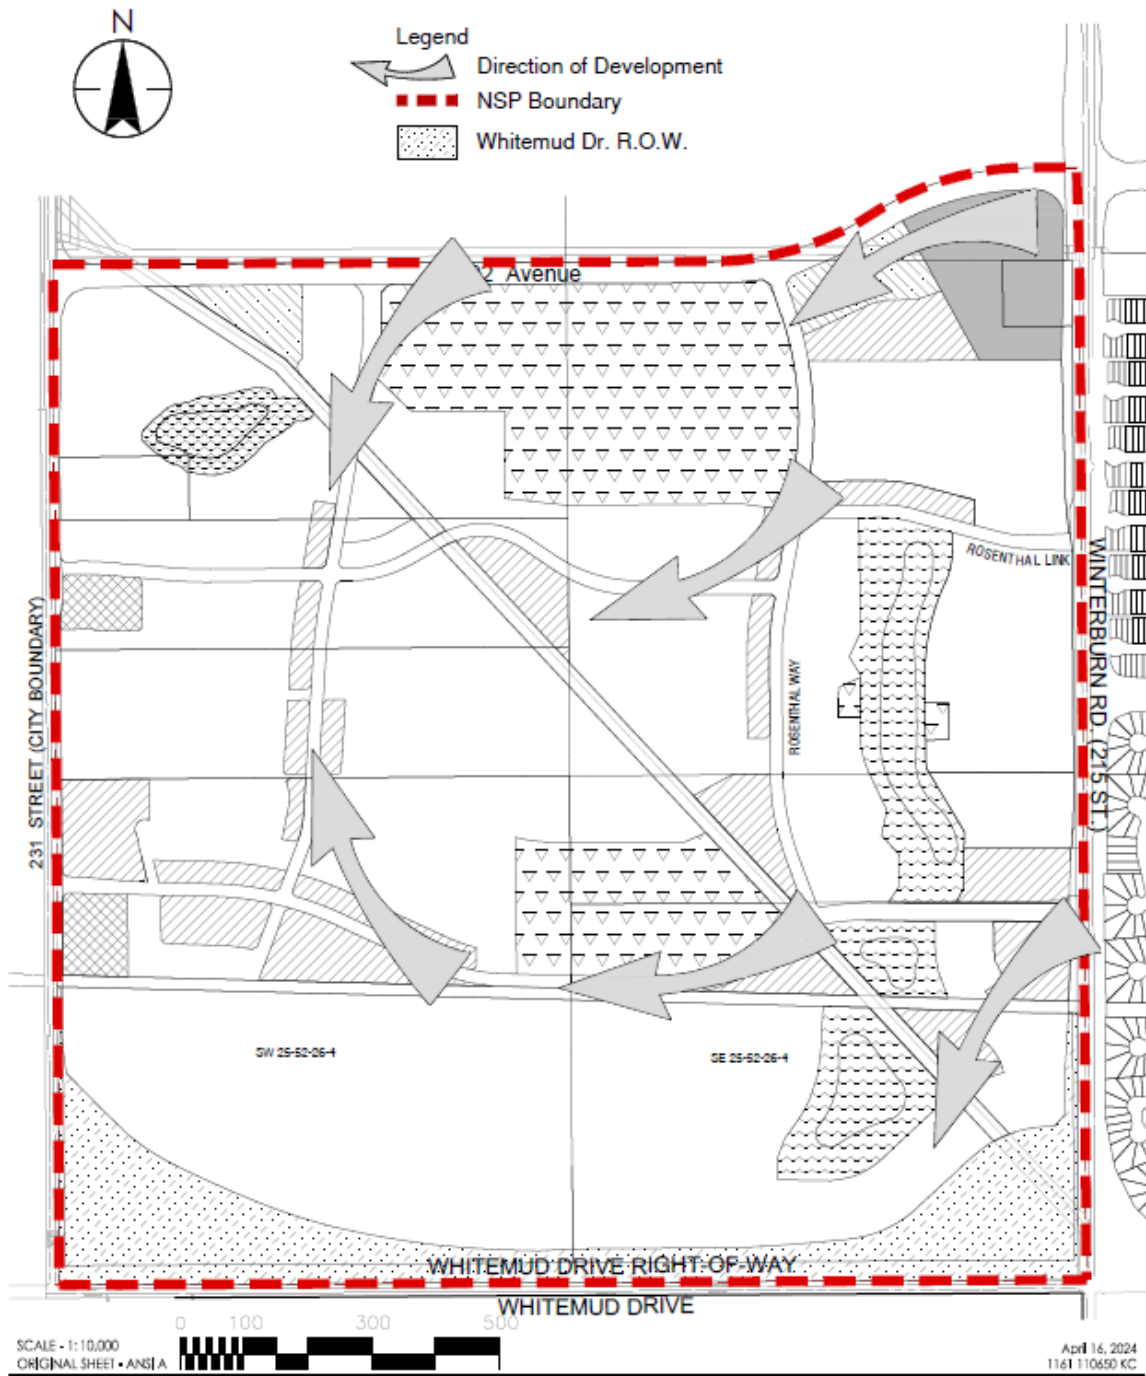 N
Legend
Direction of Development
NSP Boundary
Whitemud Dr. R.O.W.
2 Avenue
ROSENTHAL LINK
WINTERBURN RD. (215 ST.)
231 STREET (CITY BOUNDARY)
ROSENTHAL WAY
SW 25-52-26-4
SE 25-52-26-4
WHITEMUD DRIVE RIGHT-OF-WAY
WHITEMUD DRIVE
0 100 300 500
SCALE - 1:10,000
ORIGINAL SHEET - ANSI A
April 16, 2024
1161 110650 KC